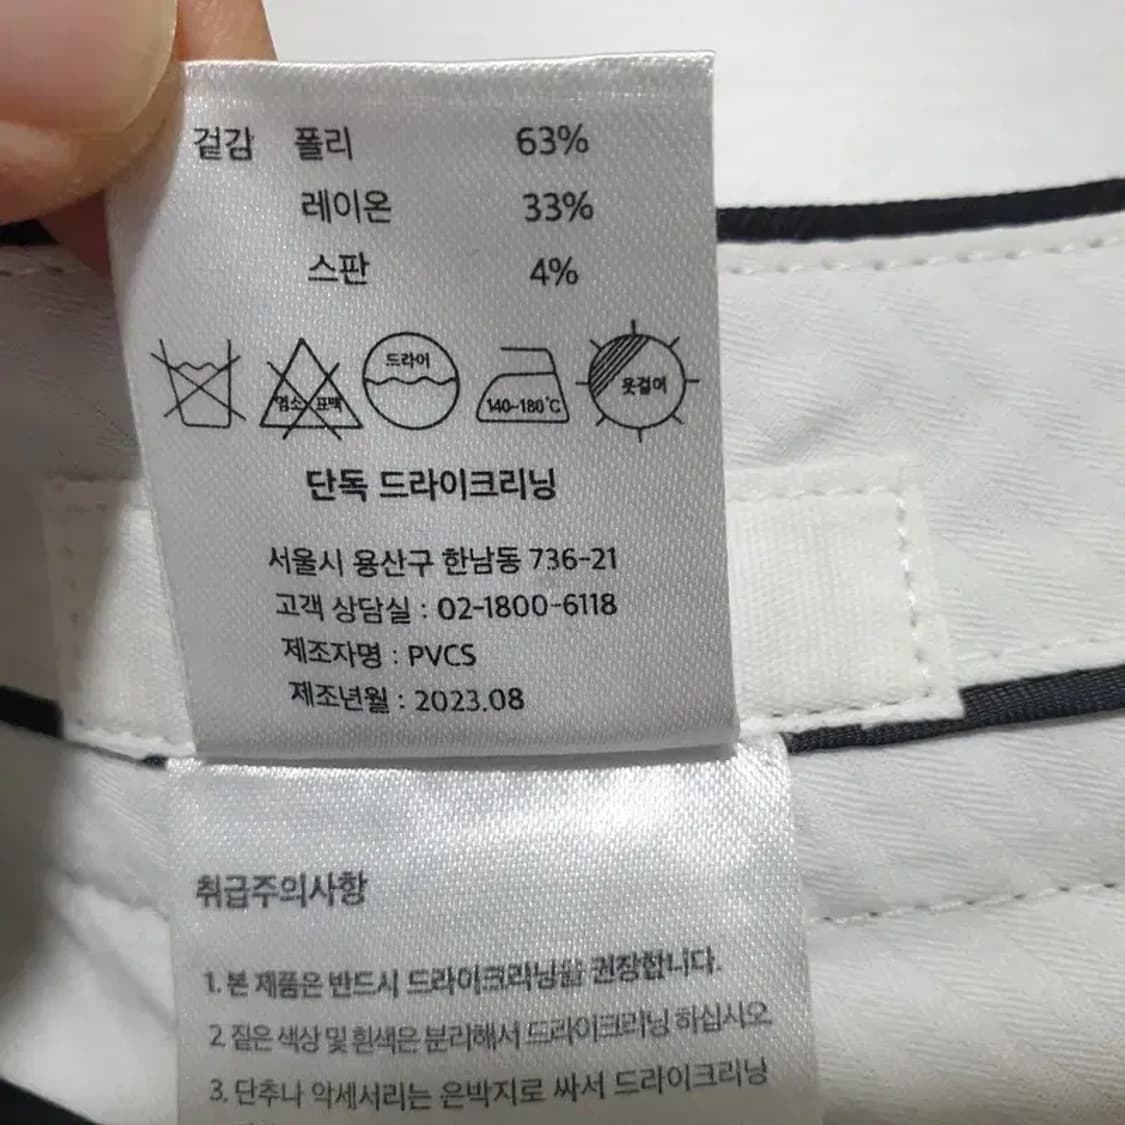 겉감 폴리 63%
레이온 33%
스판 4%
염소 표백
드라이
140~180℃
옷걸이
단독 드라이크리닝
서울시 용산구 한남동 736-21
고객 상담실 : 02-1800-6118
제조자명 : PVCS
제조년월 : 2023.08
취급주의사항
1. 본 제품은 반드시 드라이크리닝을 권장합니다.
2. 짙은 색상 및 흰색은 분리해서 드라이크리닝 하십시오.
3. 단추나 악세서리는 은박지로 싸서 드라이크리닝